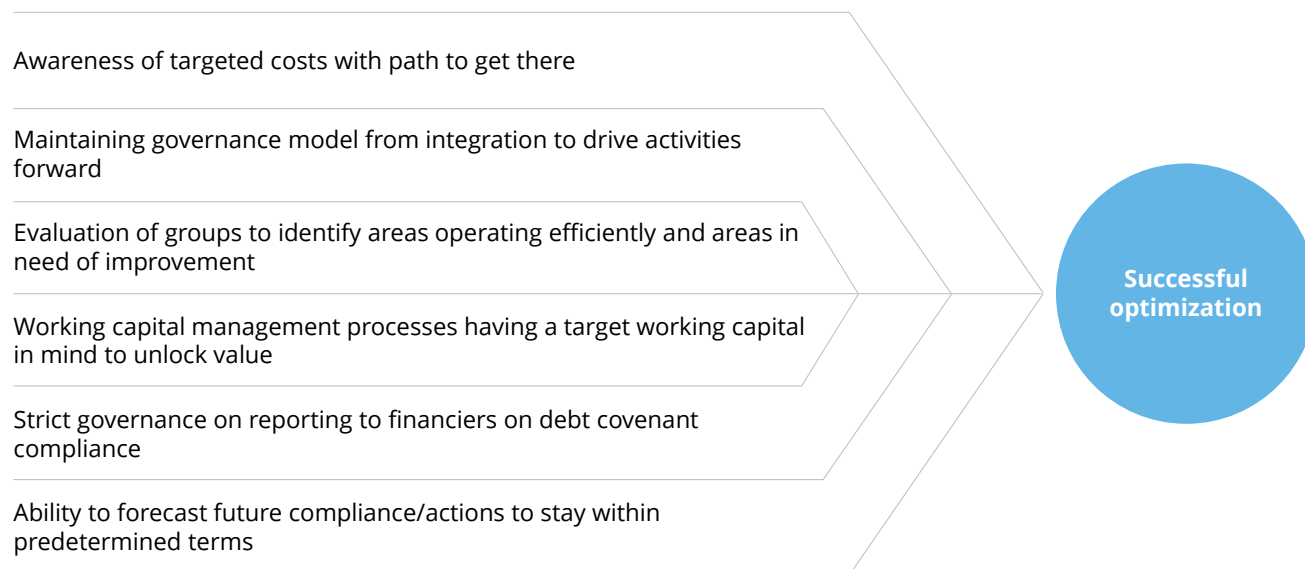 Awareness of targeted costs with path to get there
Maintaining governance model from integration to drive activities
forward
Evaluation of groups to identify areas operating efficiently and areas in
need of improvement
Working capital management processes having a target working capital
in mind to unlock value
Strict governance on reporting to financiers on debt covenant
compliance
Ability to forecast future compliance/actions to stay within
predetermined terms
Successful
optimization